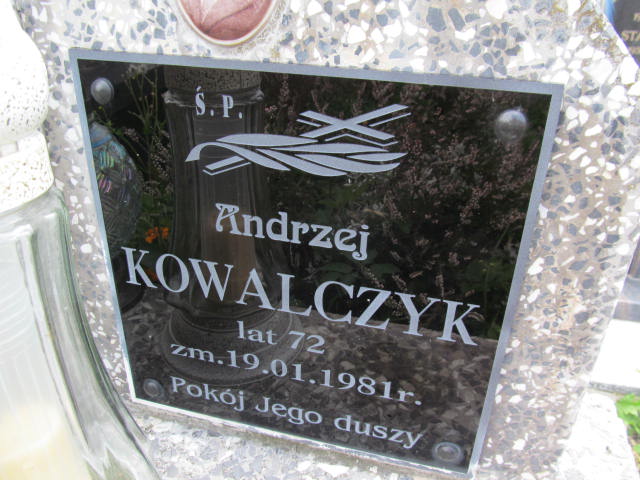 Ś.P.
Andrzej
KOWALCZYK
lat 72
zm.19.01.1981r.
Pokój Jego duszy